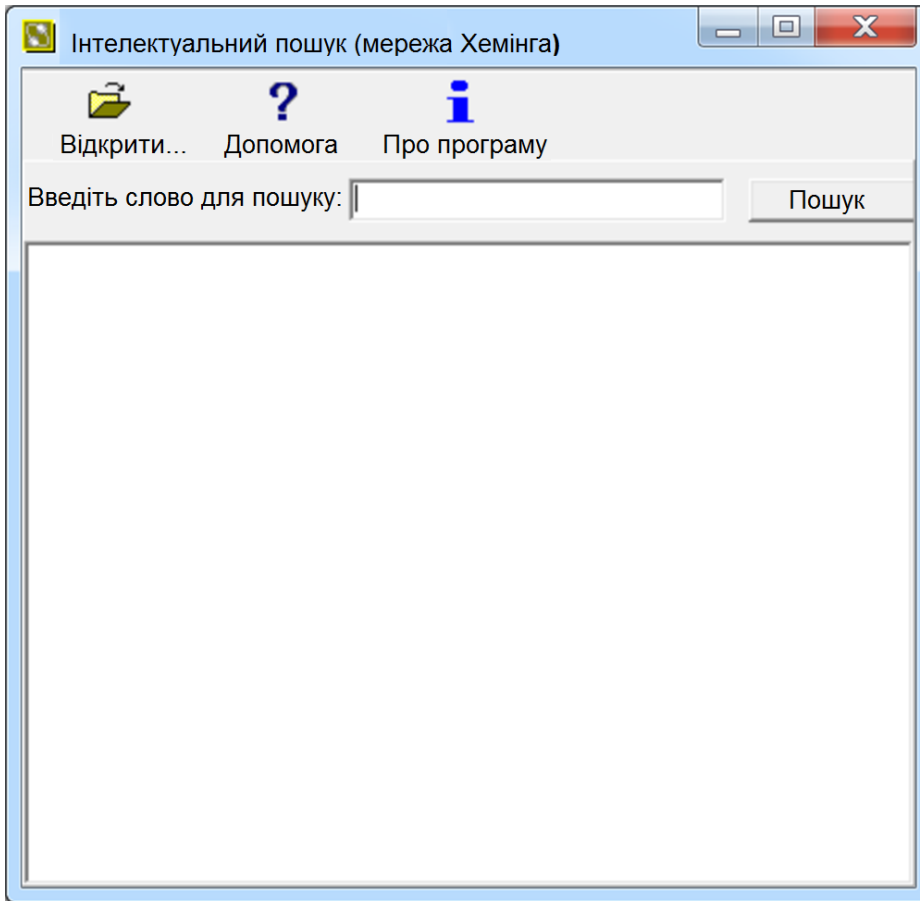 Інтелектуальний пошук (мережа Хемінга)
Відкрити... Допомога Про програму
Введіть слово для пошуку: Пошук